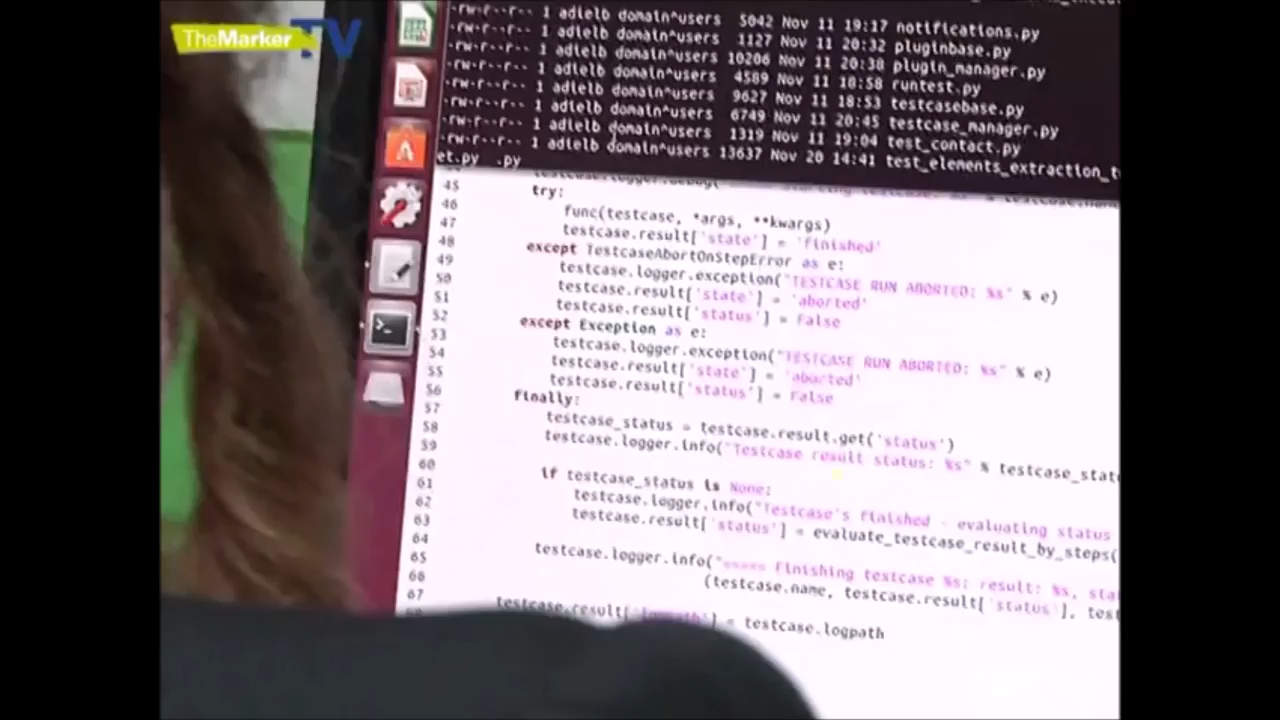 TheMarker TV
-rw-r--r-- 1 adielb domain^users 5042 Nov 11 19:17 notifications.py
-rw-r--r-- 1 adielb domain^users 1127 Nov 11 20:32 pluginbase.py
-rw-r--r-- 1 adielb domain^users 10206 Nov 11 20:38 plugin_manager.py
-rw-r--r-- 1 adielb domain^users 4589 Nov 11 18:58 runtest.py
-rw-r--r-- 1 adielb domain^users 9627 Nov 11 18:53 testcasebase.py
-rw-r--r-- 1 adielb domain^users 6749 Nov 11 20:45 testcase_manager.py
-rw-r--r-- 1 adielb domain^users 1319 Nov 11 19:04 test_contact.py
-rw-r--r-- 1 adielb domain^users 13637 Nov 20 14:41 test_elements_extraction_t
et.py .py
45 try:
46 func(testcase, *args, **kwargs)
47 testcase.result['state'] = 'finished'
48 except TestcaseAbortOnStepError as e:
49 testcase.logger.exception("TESTCASE RUN ABORTED: %s" % e)
50 testcase.result['state'] = 'aborted'
51 testcase.result['status'] = False
52 except Exception as e:
53 testcase.logger.exception("TESTCASE RUN ABORTED: %s" % e)
54 testcase.result['state'] = 'aborted'
55 testcase.result['status'] = False
56 finally:
57 testcase_status = testcase.result.get('status')
58 testcase.logger.info("Testcase result status: %s" % testcase_stat
59
60 if testcase_status is None:
61 testcase.logger.info("Testcase's finished - evaluating status
62 testcase.result['status'] = evaluate_testcase_result_by_steps(
63
64 testcase.logger.info("===== Finishing testcase %s: result: %s, sta
65 (testcase.name, testcase.result['status'], test
66
67 testcase.result['logpath'] = testcase.logpath